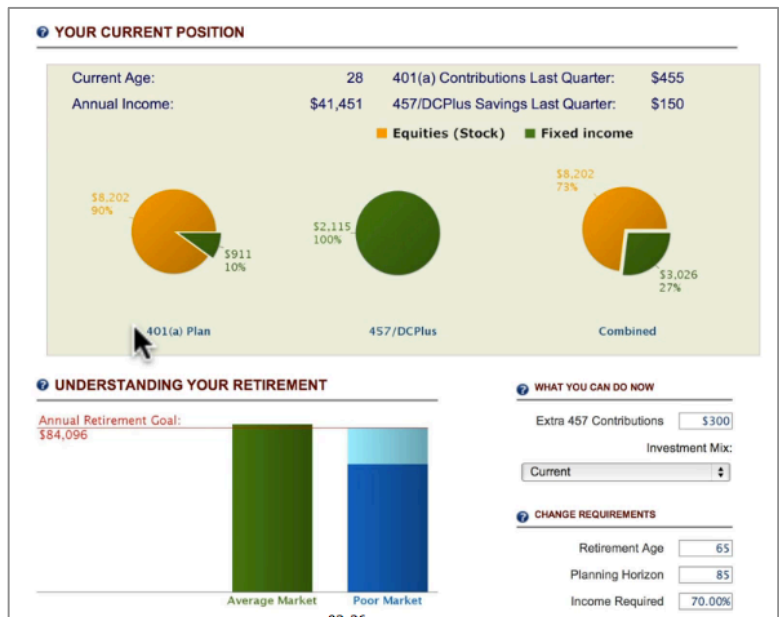 YOUR CURRENT POSITION
Current Age: 28 401(a) Contributions Last Quarter: $455
Annual Income: $41,451 457/DCPlus Savings Last Quarter: $150
Equities (Stock) Fixed income
$8,202
90%
$911
10%
401(a) Plan
$2,115
100%
457/DCPlus
$8,202
73%
$3,026
27%
Combined
UNDERSTANDING YOUR RETIREMENT
Annual Retirement Goal:
$84,096
Average Market Poor Market
WHAT YOU CAN DO NOW
Extra 457 Contributions $300
Investment Mix:
Current
CHANGE REQUIREMENTS
Retirement Age 65
Planning Horizon 85
Income Required 70.00%